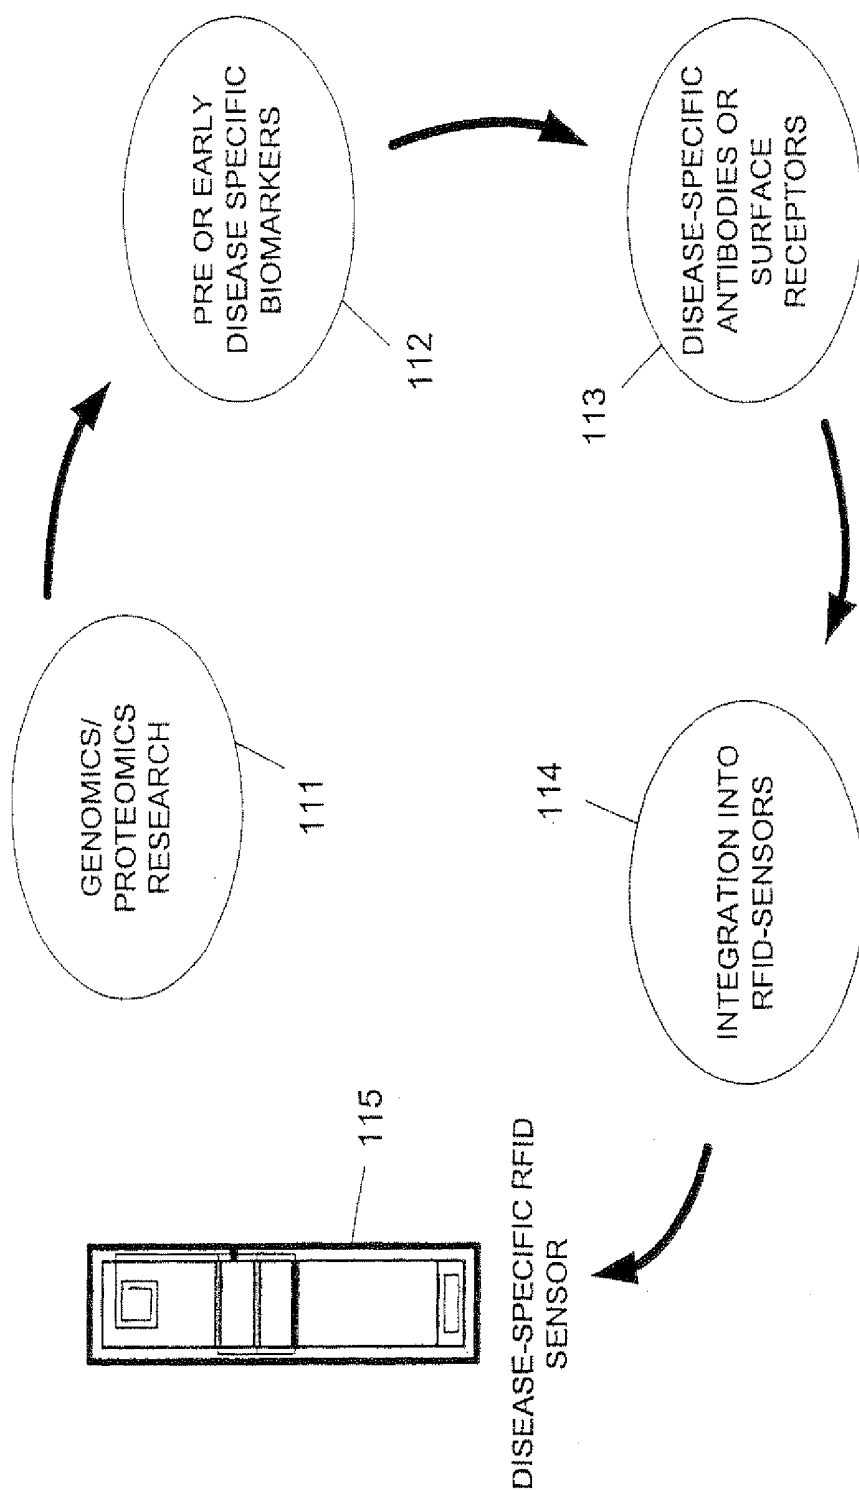 GENOMICS/
PROTEOMICS
RESEARCH
111
PRE OR EARLY
DISEASE SPECIFIC
BIOMARKERS
112
DISEASE-SPECIFIC
ANTIBODIES OR
SURFACE
RECEPTORS
113
INTEGRATION INTO
RFID-SENSORS
114
115
DISEASE-SPECIFIC RFID
SENSOR